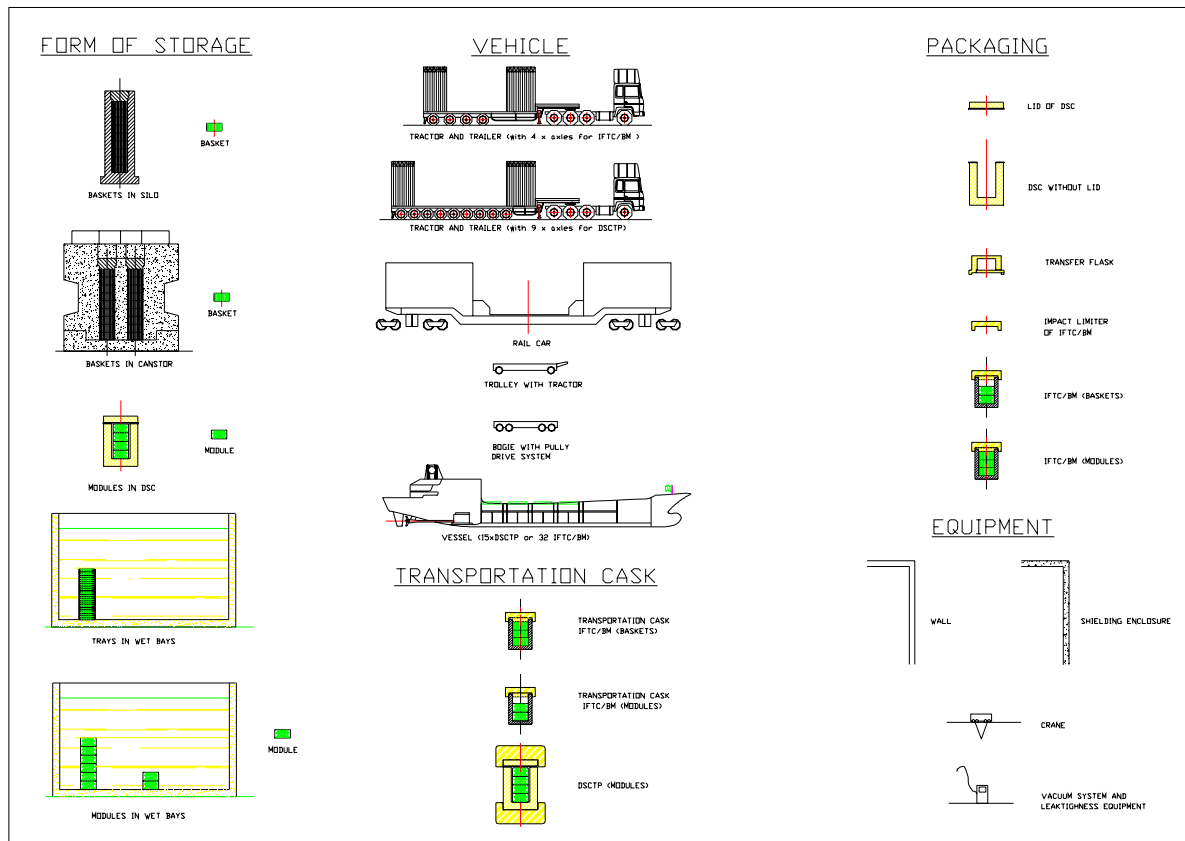 FORM OF STORAGE
BASKETS IN SILO
BASKET
BASKETS IN CANSTOR
BASKET
MODULES IN DSC
MODULE
TRAYS IN WET BAYS
MODULES IN WET BAYS
MODULE
VEHICLE
TRACTOR AND TRAILER (with 4 x axles for IFTC/BM )
TRACTOR AND TRAILER (with 9 x axles for DSCTP)
RAIL CAR
TROLLEY WITH TRACTOR
BOGIE WITH PULLY
DRIVE SYSTEM
VESSEL (15xDSCTP or 32 IFTC/BM)
TRANSPORTATION CASK
TRANSPORTATION CASK
IFTC/BM (BASKETS)
TRANSPORTATION CASK
IFTC/BM (MODULES)
DSCTP (MODULES)
PACKAGING
LID OF DSC
DSC WITHOUT LID
TRANSFER FLASK
IMPACT LIMITER
OF IFTC/BM
IFTC/BM (BASKETS)
IFTC/BM (MODULES)
EQUIPMENT
WALL
SHIELDING ENCLOSURE
CRANE
VACUUM SYSTEM AND
LEAKTIGHNESS EQUIPMENT